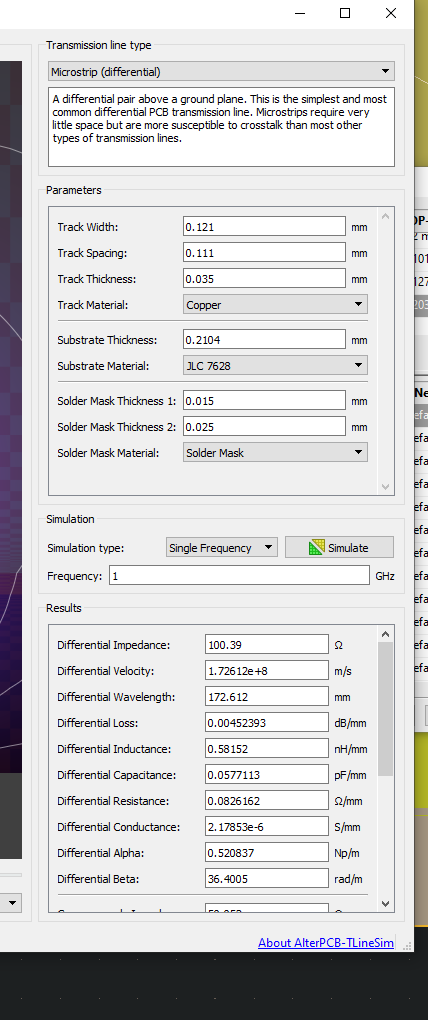 Transmission line type
Microstrip (differential)
A differential pair above a ground plane. This is the simplest and most
common differential PCB transmission line. Microstrips require very
little space but are more susceptible to crosstalk than most other
types of transmission lines.
Parameters
Track Width: 0.121 mm
Track Spacing: 0.111 mm
Track Thickness: 0.035 mm
Track Material: Copper
Substrate Thickness: 0.2104 mm
Substrate Material: JLC 7628
Solder Mask Thickness 1: 0.015 mm
Solder Mask Thickness 2: 0.025 mm
Solder Mask Material: Solder Mask
Simulation
Simulation type: Single Frequency Simulate
Frequency: 1 GHz
Results
Differential Impedance: 100.39 Ω
Differential Velocity: 1.72612e+8 m/s
Differential Wavelength: 172.612 mm
Differential Loss: 0.00452393 dB/mm
Differential Inductance: 0.58152 nH/mm
Differential Capacitance: 0.0577113 pF/mm
Differential Resistance: 0.0826162 Ω/mm
Differential Conductance: 2.17853e-6 S/mm
Differential Alpha: 0.520837 Np/m
Differential Beta: 36.4005 rad/m
About AlterPCB-TLineSim